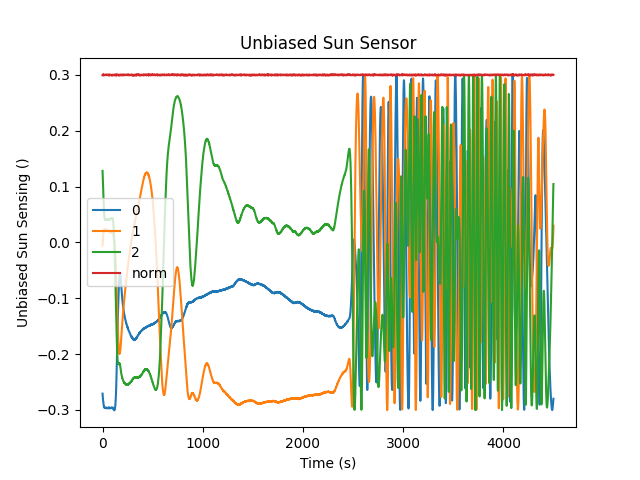 Unbiased Sun Sensor
Unbiased Sun Sensing ()
0.3
0.2
0.1
0.0
−0.1
−0.2
−0.3
0
1
2
norm
0 1000 2000 3000 4000
Time (s)